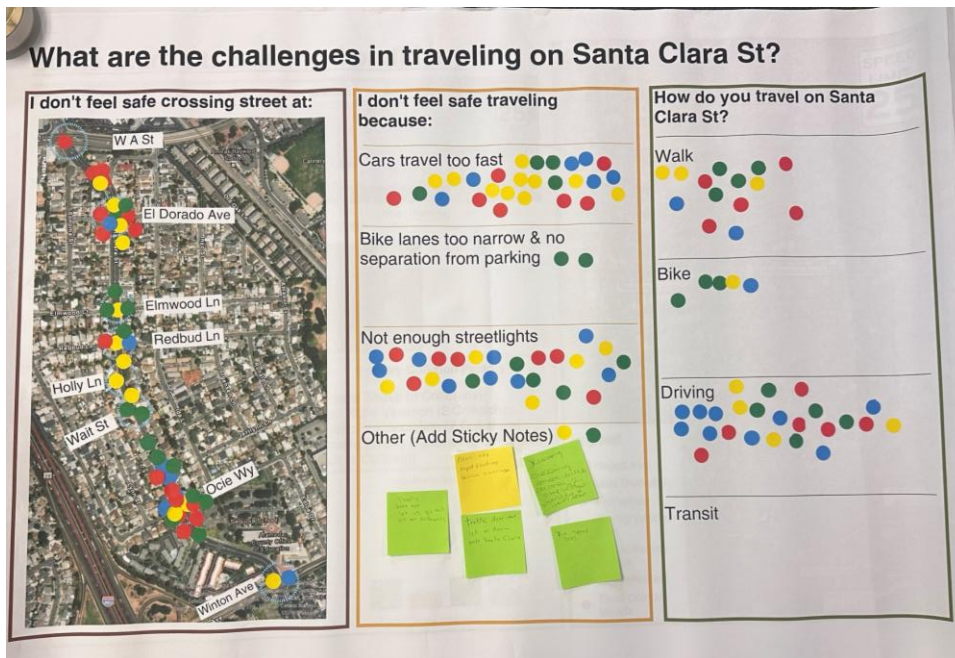 What are the challenges in traveling on Santa Clara St?
I don't feel safe crossing street at:
W A St
El Dorado Ave
Elmwood Ln
Redbud Ln
Holly Ln
Wait St
Ocie Wy
Winton Ave
I don't feel safe traveling
because:
Cars travel too fast
Bike lanes too narrow & no
separation from parking
Not enough streetlights
Other (Add Sticky Notes)
How do you travel on Santa
Clara St?
Walk
Bike
Driving
Transit